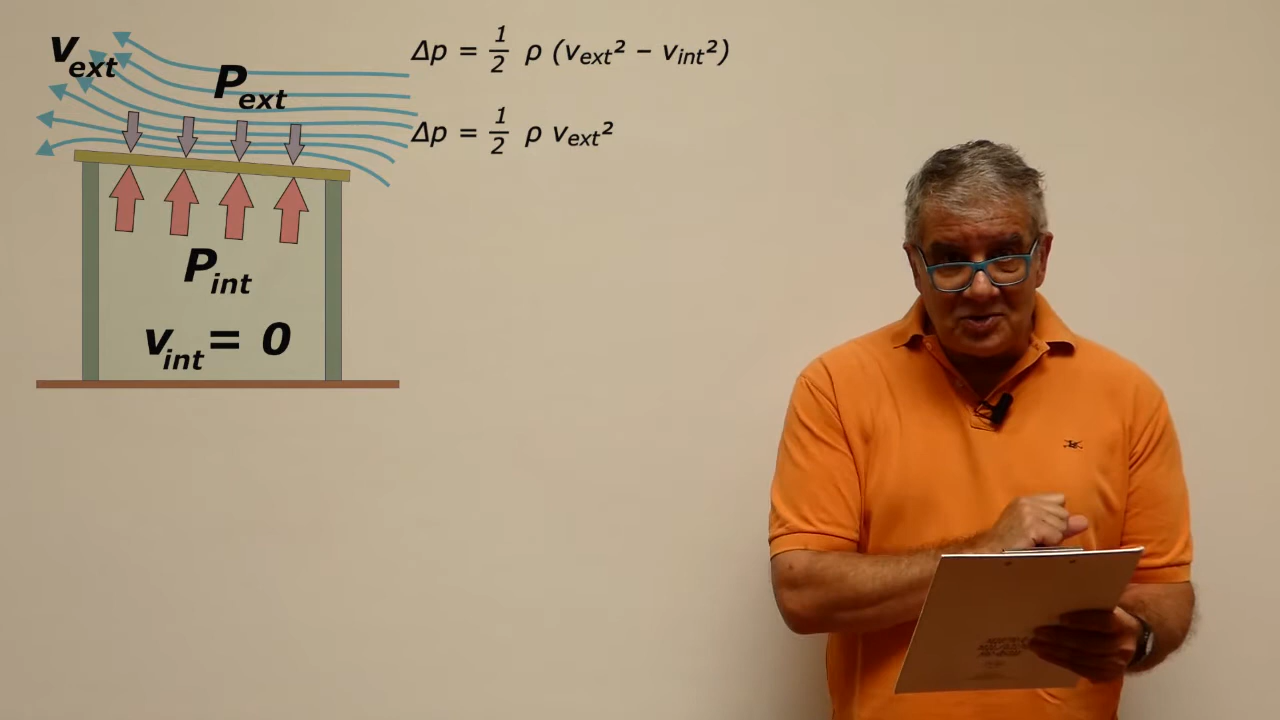 v_ext
P_ext
P_int
v_int = 0
Δp = 1/2 ρ (v_ext² – v_int²)
Δp = 1/2 ρ v_ext²